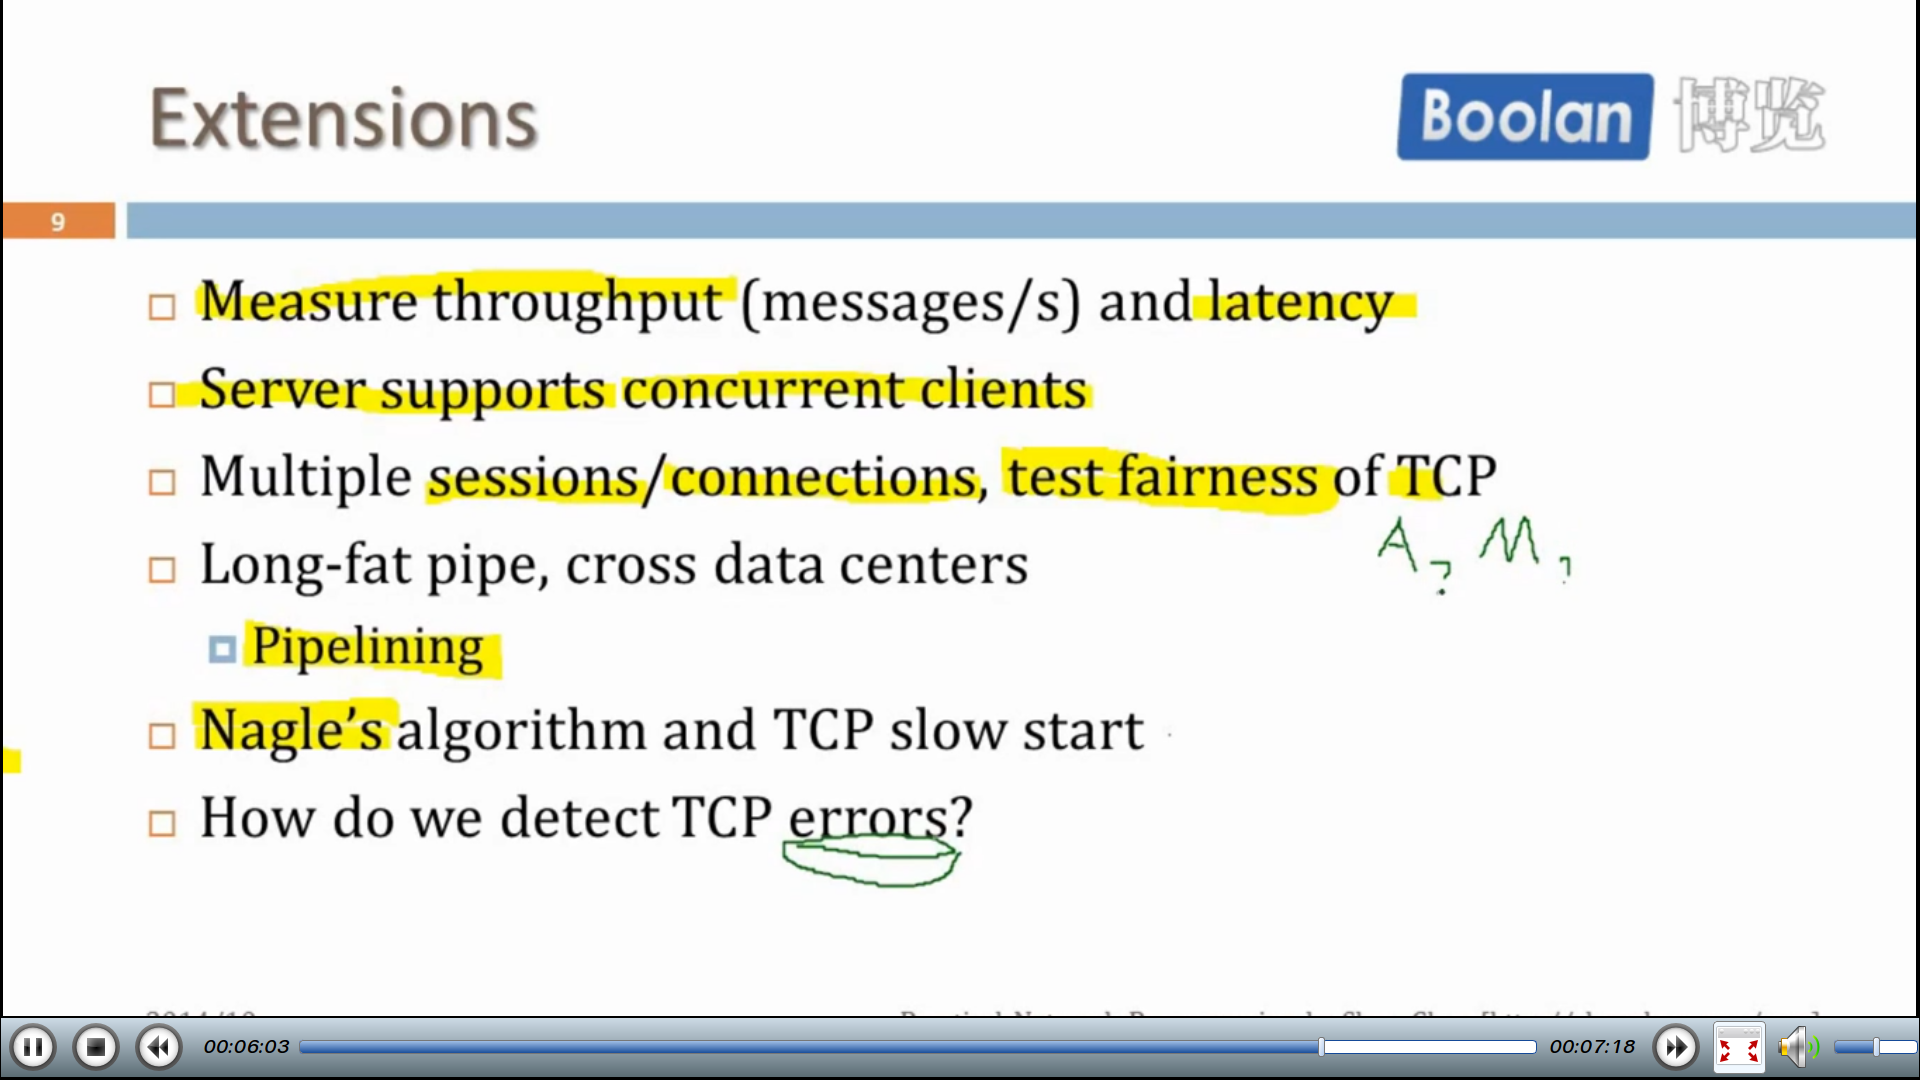 Extensions
Boolan 博览
9
Measure throughput (messages/s) and latency
Server supports concurrent clients
Multiple sessions/connections, test fairness of TCP
A ? M ?
Long-fat pipe, cross data centers
Pipelining
Nagle's algorithm and TCP slow start
How do we detect TCP errors?
2014/10
00:06:03
00:07:18